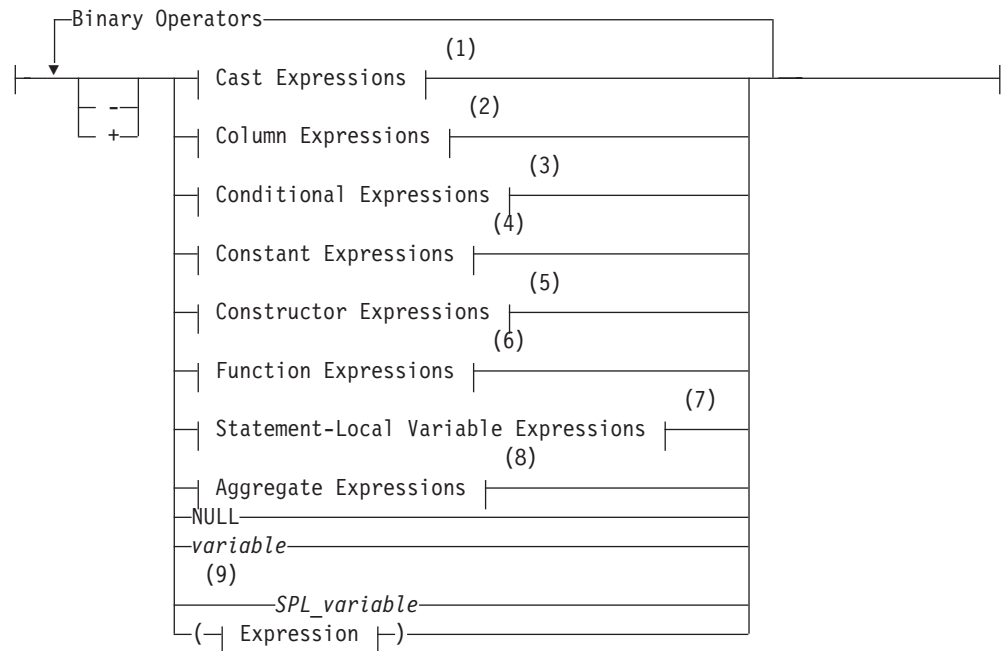 Binary Operators
(1)
Cast Expressions
-
(2)
+
Column Expressions
(3)
Conditional Expressions
(4)
Constant Expressions
(5)
Constructor Expressions
(6)
Function Expressions
(7)
Statement-Local Variable Expressions
(8)
Aggregate Expressions
NULL
variable
(9)
SPL_variable
( Expression )